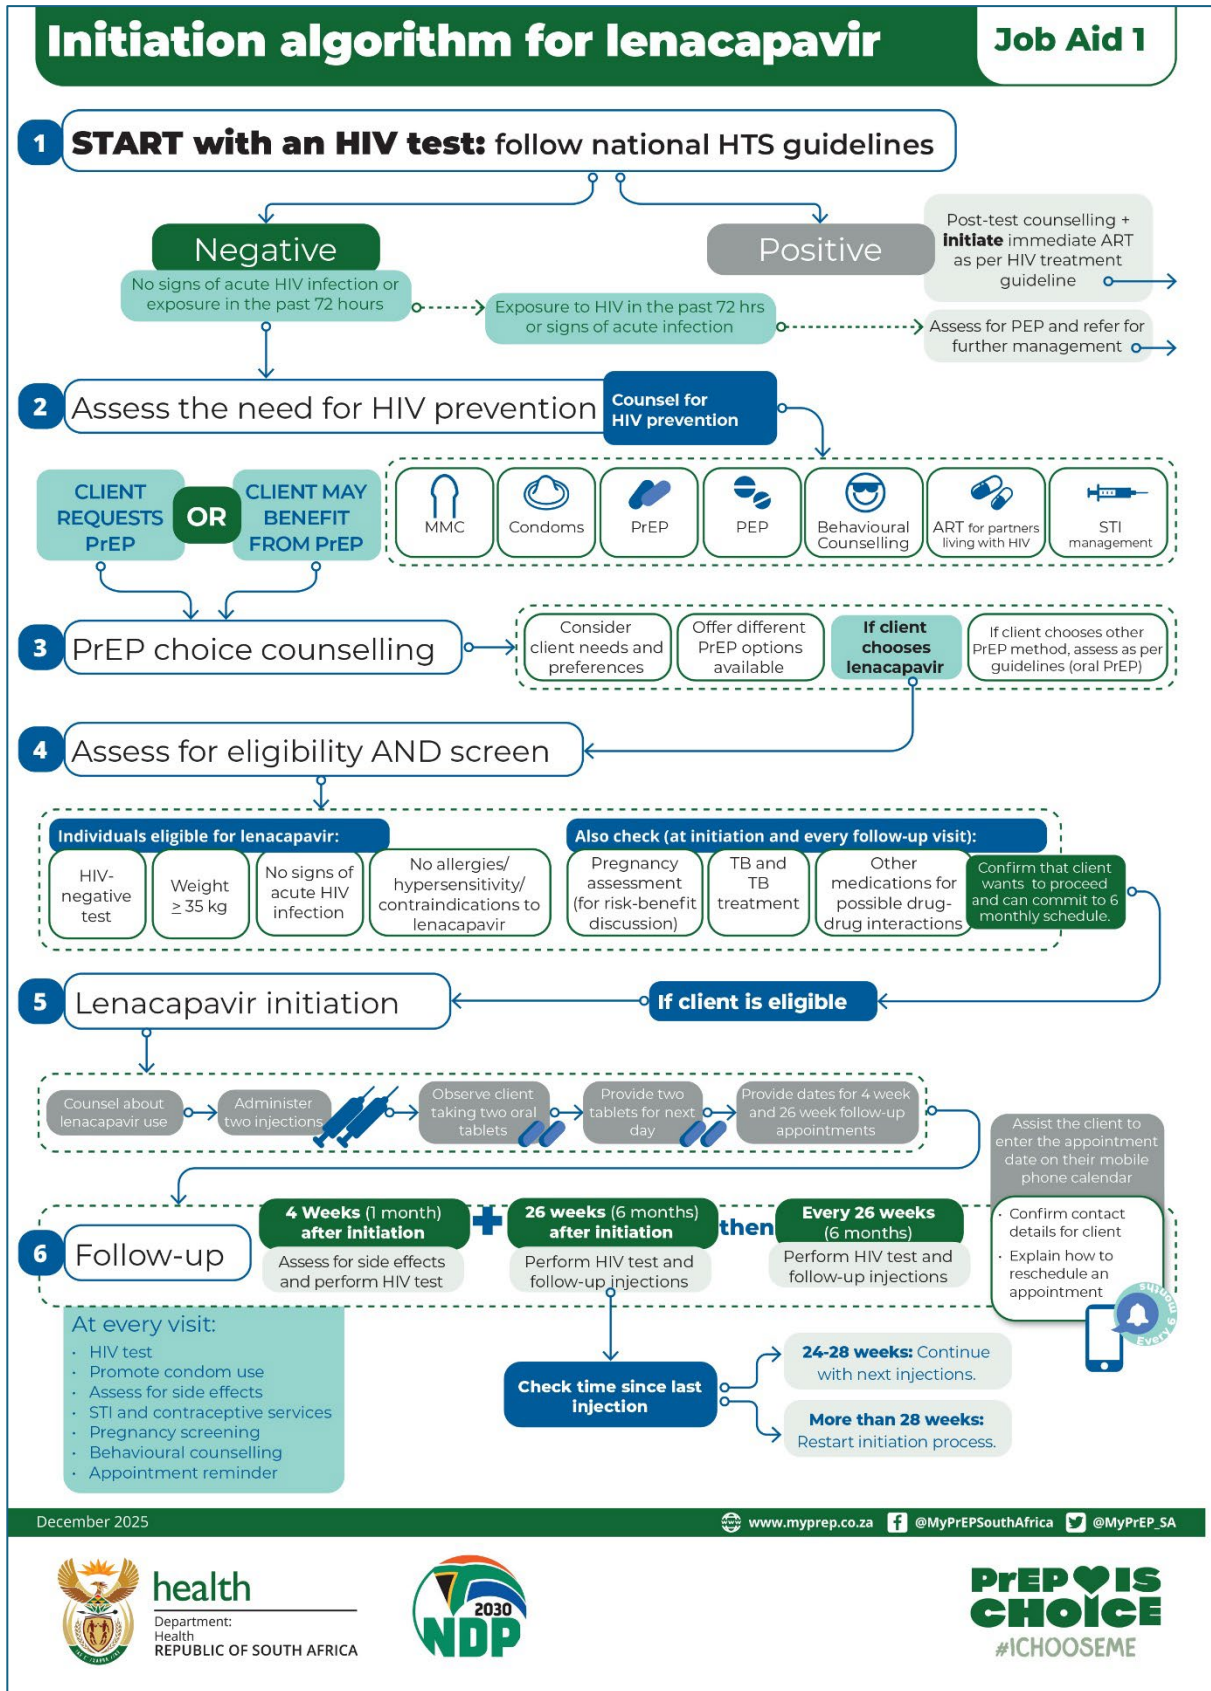 Initiation algorithm for lenacapavir
Job Aid 1
1
START with an HIV test: follow national HTS guidelines
Negative
No signs of acute HIV infection or
exposure in the past 72 hours
Exposure to HIV in the past 72 hrs
or signs of acute infection
Positive
Post-test counselling +
initiate immediate ART
as per HIV treatment
guideline
Assess for PEP and refer for
further management
2
Assess the need for HIV prevention
Counsel for
HIV prevention
CLIENT
REQUESTS
PrEP
OR
CLIENT MAY
BENEFIT
FROM PrEP
MMC
Condoms
PrEP
PEP
Behavioural
Counselling
ART for partners
living with HIV
STI
management
3
PrEP choice counselling
Consider
client needs and
preferences
Offer different
PrEP options
available
If client
chooses
lenacapavir
If client chooses other
PrEP method, assess as per
guidelines (oral PrEP)
4
Assess for eligibility AND screen
Individuals eligible for lenacapavir:
HIV-
negative
test
Weight
≥ 35 kg
No signs of
acute HIV
infection
No allergies/
hypersensitivity/
contraindications to
lenacapavir
Also check (at initiation and every follow-up visit):
Pregnancy
assessment
(for risk-benefit
discussion)
TB and
TB
treatment
Other
medications for
possible drug-
drug interactions
Confirm that client
wants to proceed
and can commit to 6
monthly schedule.
5
Lenacapavir initiation
If client is eligible
Counsel about
lenacapavir use
Administer
two injections
Observe client
taking two oral
tablets
Provide two
tablets for next
day
Provide dates for 4 week
and 26 week follow-up
appointments
Assist the client to
enter the appointment
date on their mobile
phone calendar
• Confirm contact
details for client
• Explain how to
reschedule an
appointment
Every 6 months
6
Follow-up
4 Weeks (1 month)
after initiation
Assess for side effects
and perform HIV test
+
26 weeks (6 months)
after initiation
Perform HIV test and
follow-up injections
then
Every 26 weeks
(6 months)
Perform HIV test and
follow-up injections
At every visit:
• HIV test
• Promote condom use
• Assess for side effects
• STI and contraceptive services
• Pregnancy screening
• Behavioural counselling
• Appointment reminder
Check time since last
injection
24-28 weeks: Continue
with next injections.
More than 28 weeks:
Restart initiation process.
December 2025
www.myprep.co.za
@MyPrEPSouthAfrica
@MyPrEP_SA
health
Department:
Health
REPUBLIC OF SOUTH AFRICA
2030
NDP
PrEP IS
CHOICE
#ICHOOSEME